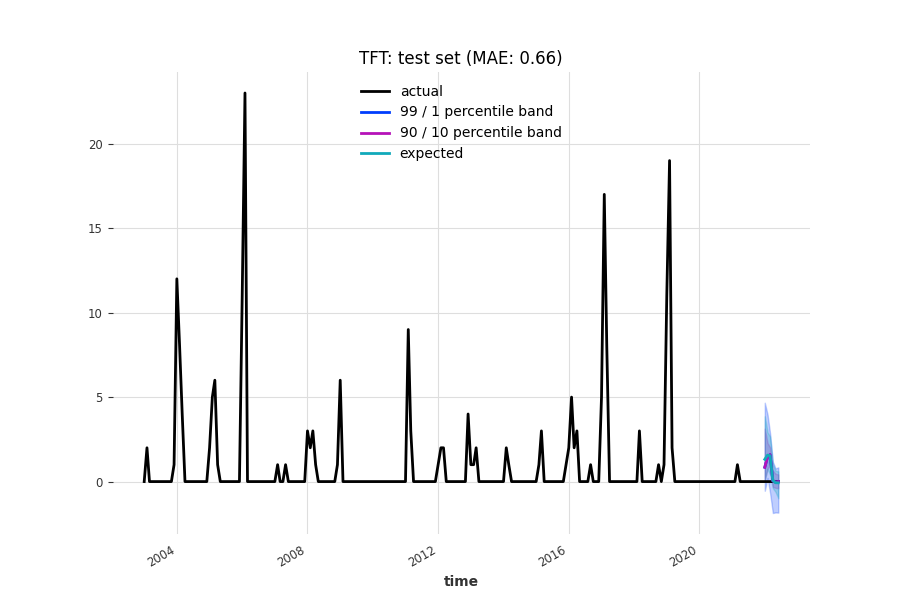 TFT: test set (MAE: 0.66)
actual
99 / 1 percentile band
90 / 10 percentile band
expected
20
15
10
5
0
2004
2008
2012
2016
2020
time